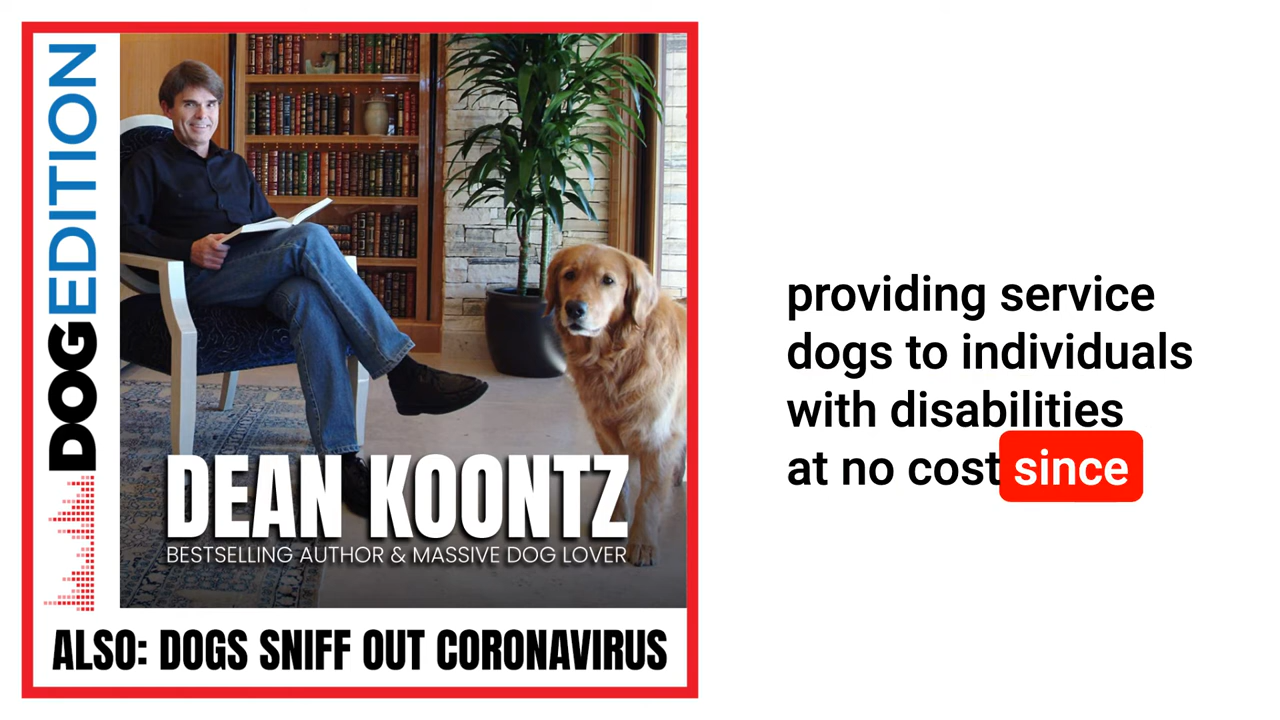 DOGEDITION
DEAN KOONTZ
BESTSELLING AUTHOR & MASSIVE DOG LOVER
ALSO: DOGS SNIFF OUT CORONAVIRUS
providing service
dogs to individuals
with disabilities
at no cost since